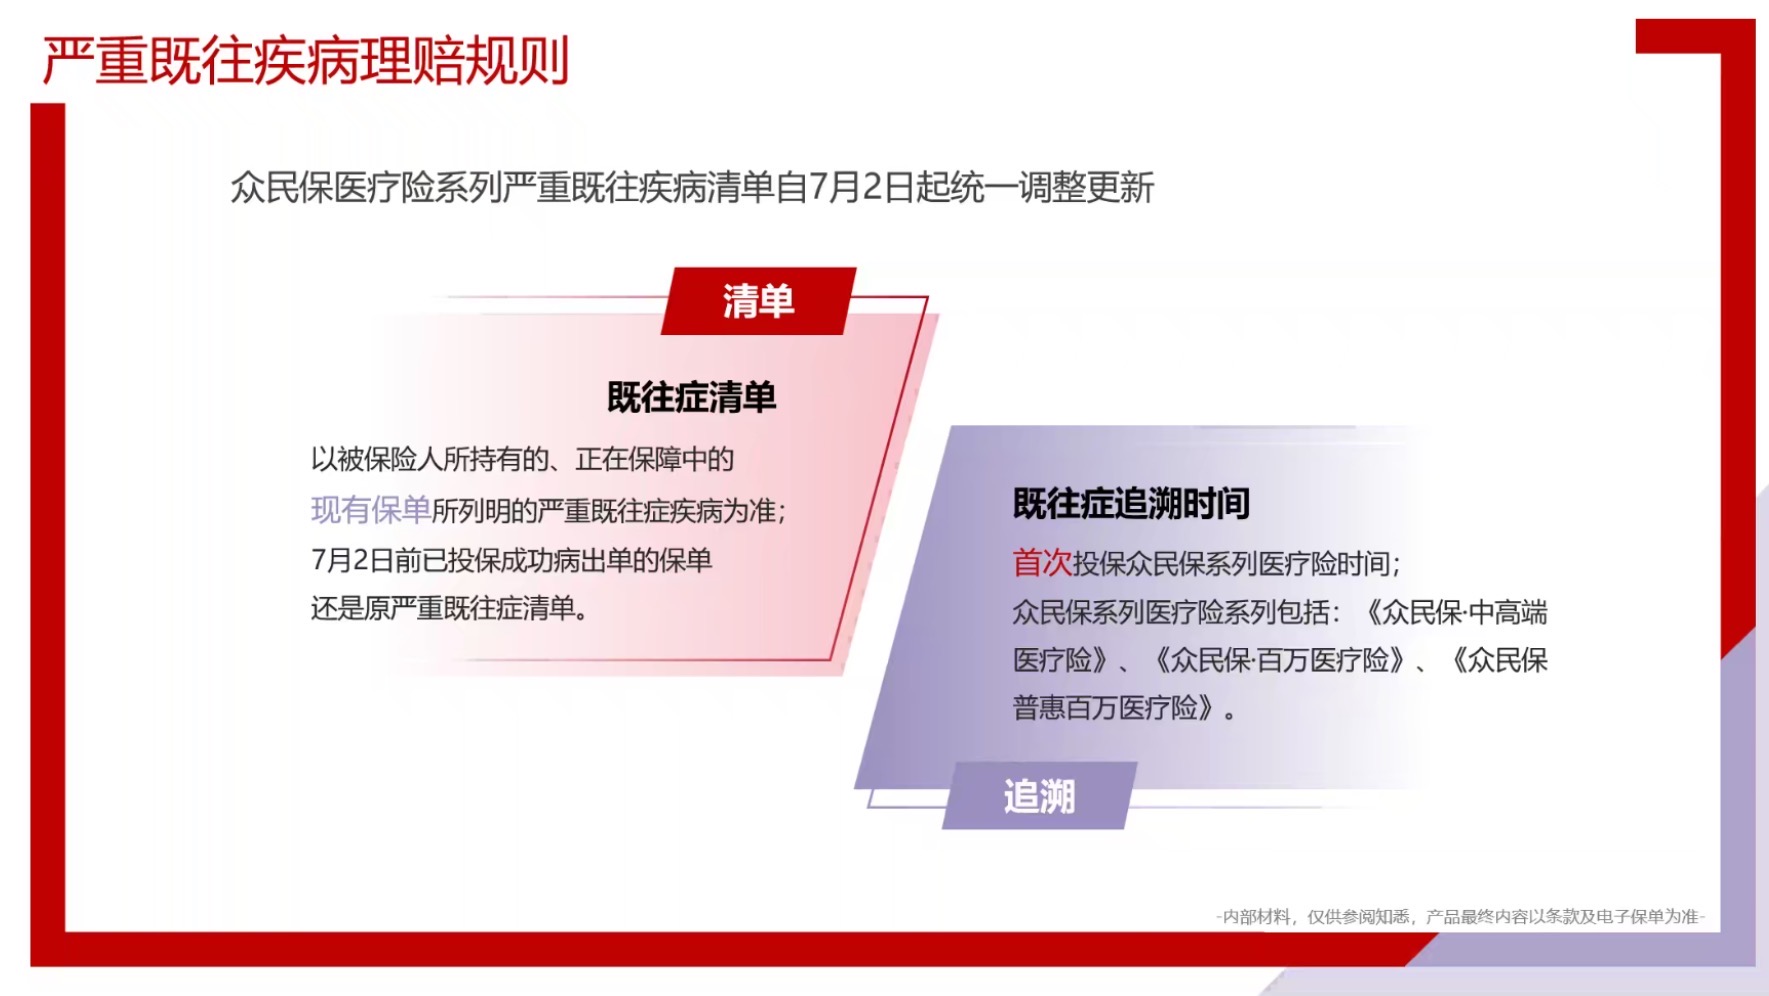 严重既往疾病理赔规则
众民保医疗险系列严重既往疾病清单自7月2日起统一调整更新
清单
既往症清单
以被保险人所持有的、正在保障中的
现有保单所列明的严重既往症疾病为准；
7月2日前已投保成功病出单的保单
还是原严重既往症清单。
既往症追溯时间
首次投保众民保系列医疗险时间；
众民保系列医疗险系列包括：《众民保·中高端
医疗险》、《众民保·百万医疗险》、《众民保
普惠百万医疗险》。
追溯
-内部材料，仅供参阅知悉，产品最终内容以条款及电子保单为准-